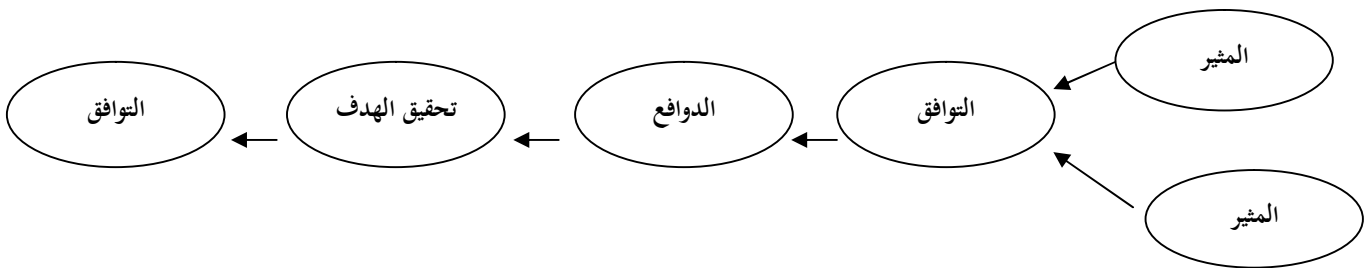 المثير
التوافق
الدوافع
تحقيق الهدف
التوافق
المثير